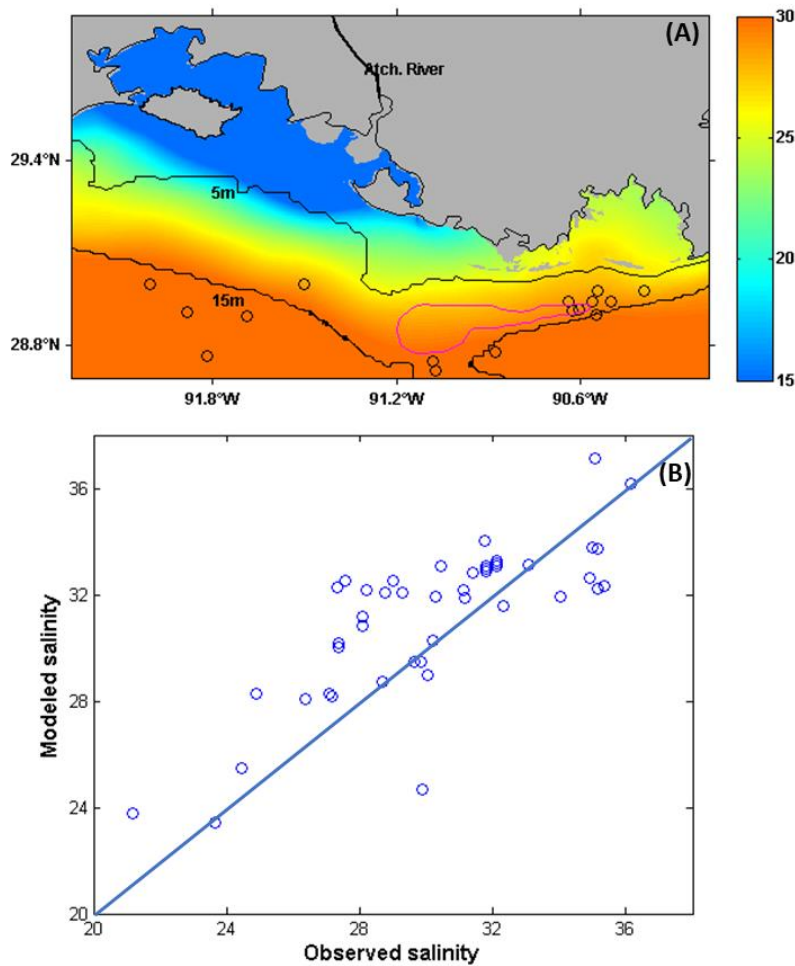 (A)
30
Atch. River
29.4°N
25
5m
20
15m
28.8°N
15
91.8°W 91.2°W 90.6°W
(B)
36
32
28
24
20
Modeled salinity
20 24 28 32 36
Observed salinity